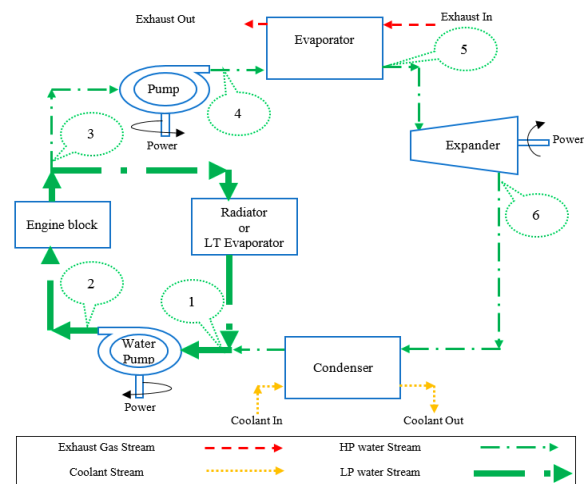 Exhaust Out
Exhaust In
Evaporator
5
Pump
4
3
Power
Power
Expander
6
Engine block
Radiator
or
LT Evaporator
2
1
Water
Pump
Condenser
Power
Coolant In
Coolant Out
Exhaust Gas Stream
HP water Stream
Coolant Stream
LP water Stream